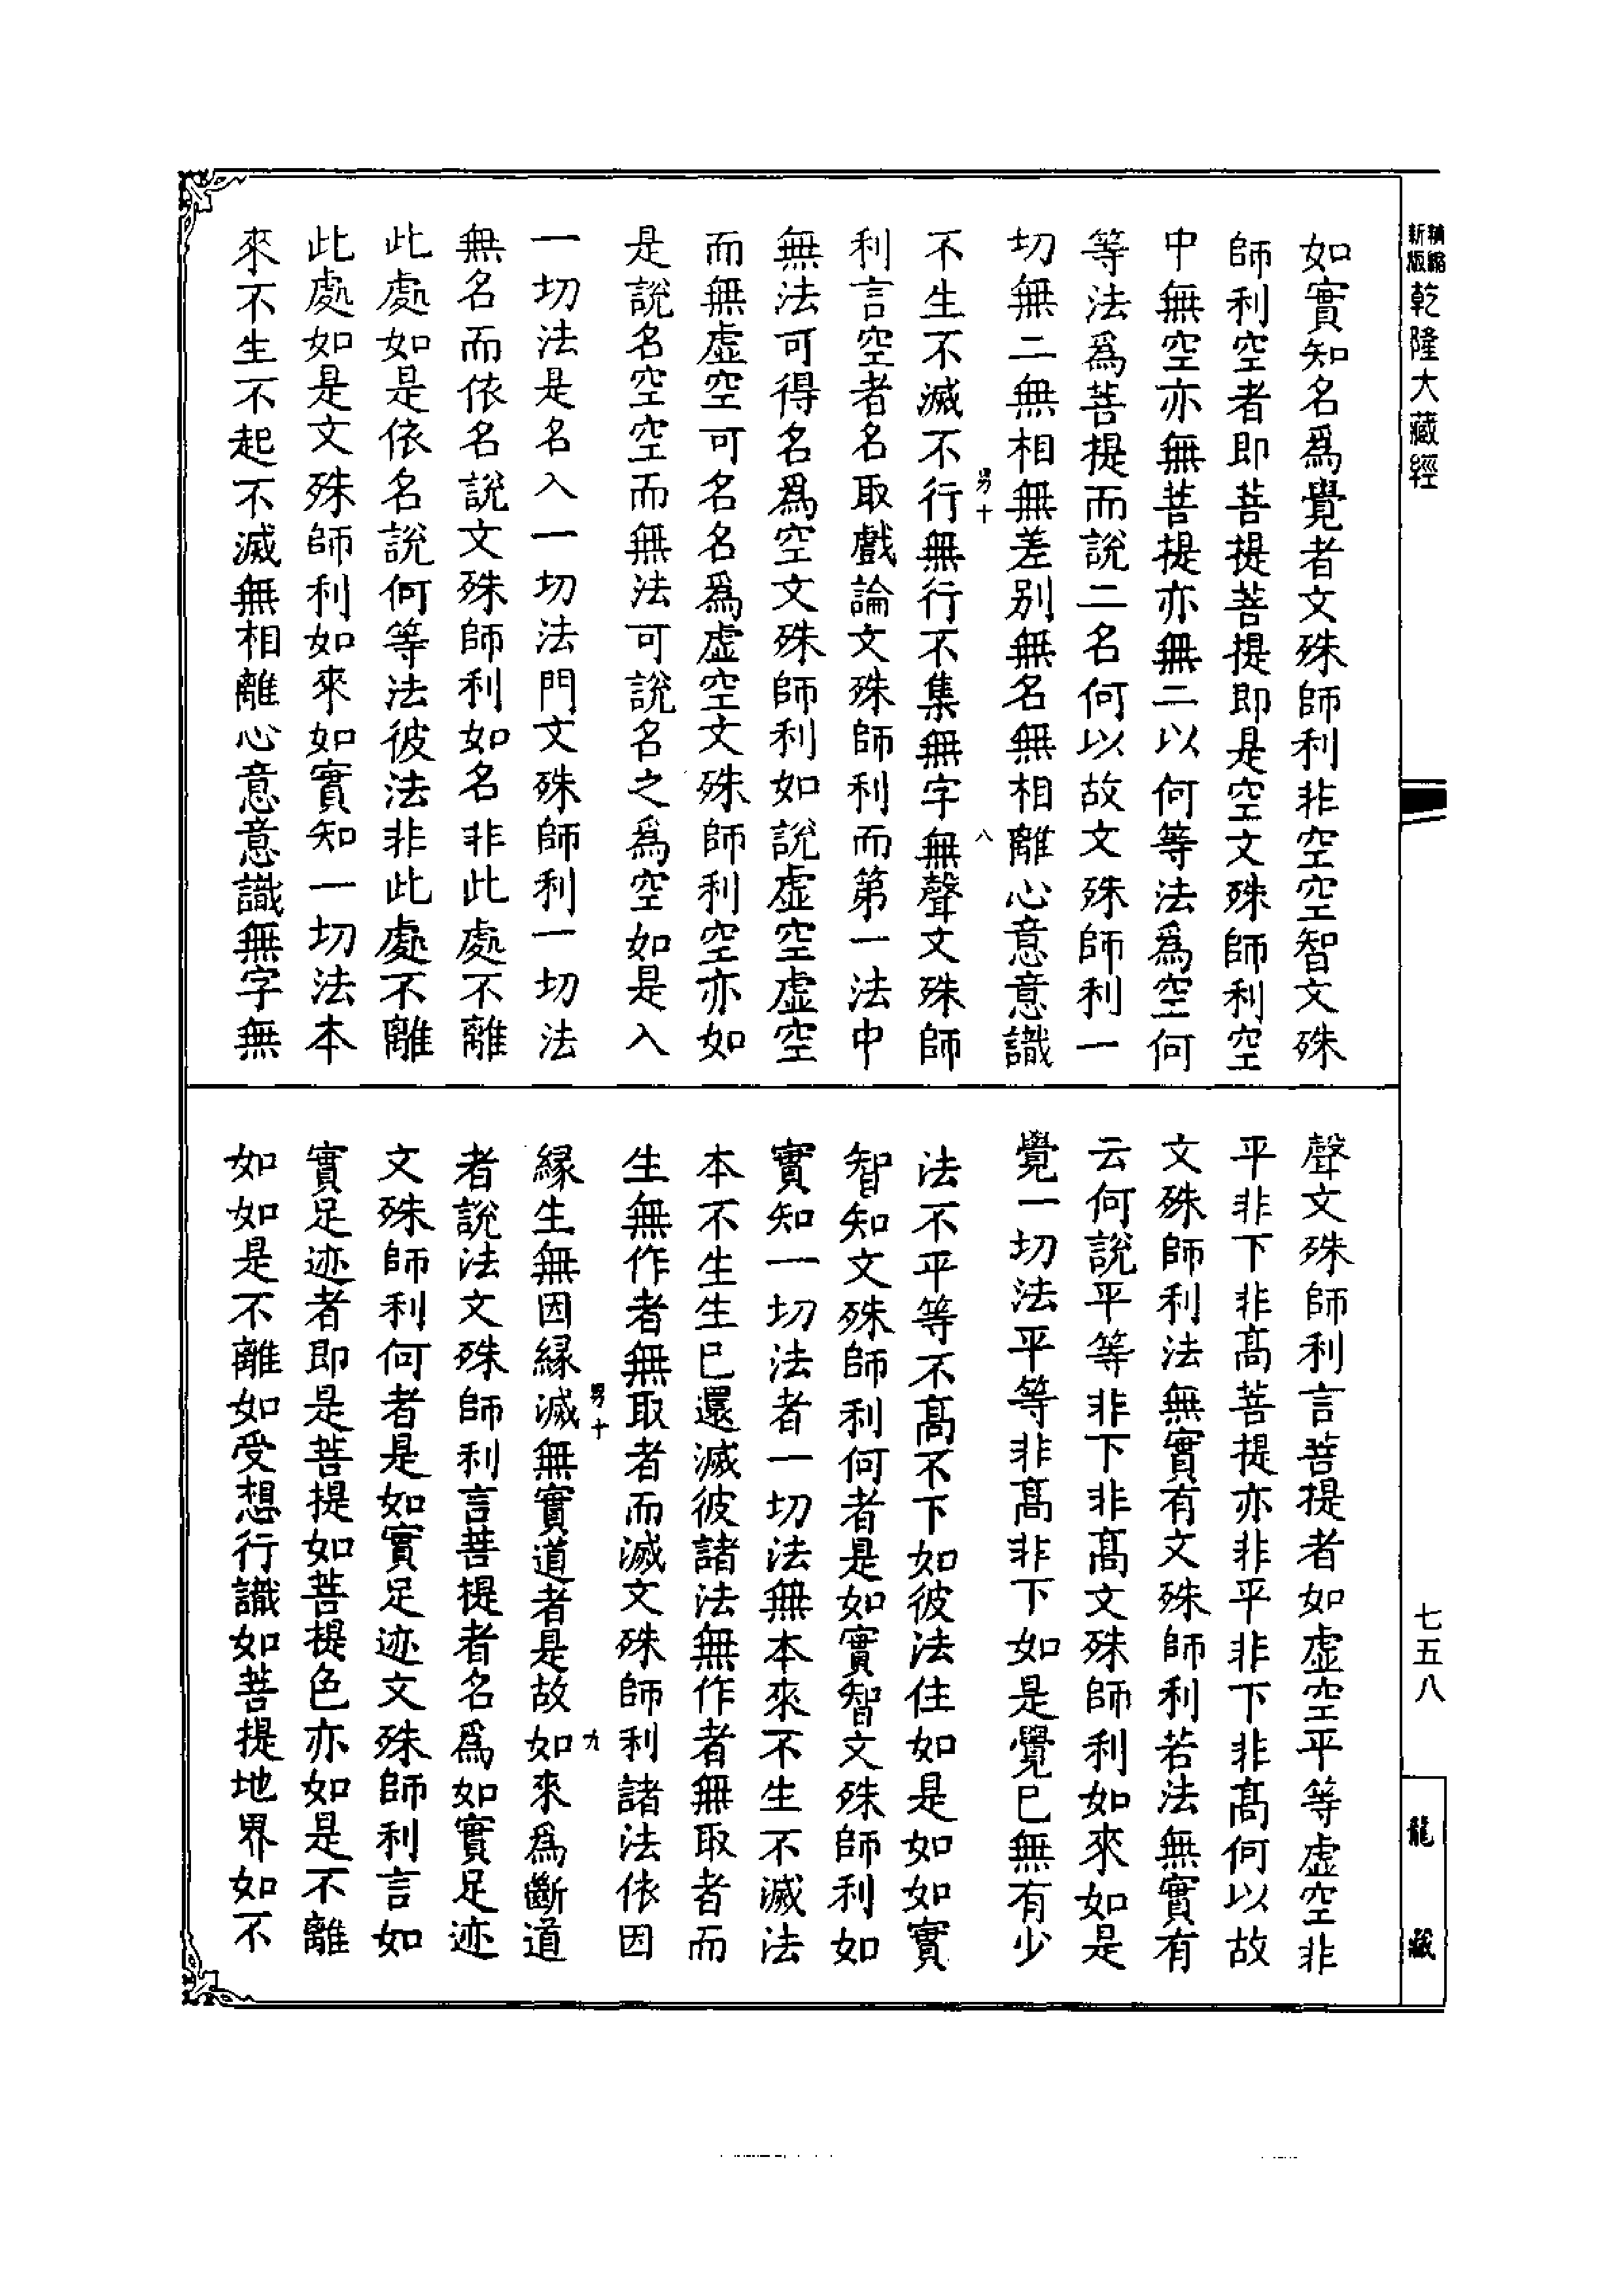 新版精縮乾隆大藏經
如實知名爲覺者文殊師利非空空智文殊
師利空者即菩提菩提即是空文殊師利空
中無空亦無菩提亦無二以何等法爲空何
等法爲菩提而說二名何以故文殊師利一
切無二無相無差別無名無相離心意意識
男十
八
不生不滅不行無行不集無字無聲文殊師
利言空者名取戲論文殊師利而第一法中
無法可得名爲空文殊師利如說虛空虛空
而無虛空可名名爲虛空文殊師利空亦如
是說名空空而無法可說名之爲空如是入
一切法是名入一切法門文殊師利一切法
無名而依名說文殊師利如名非此處不離
此處如是依名說何等法彼法非此處不離
此處如是文殊師利如來如實知一切法本
來不生不起不滅無相離心意意識無字無
聲文殊師利言菩提者如虛空平等虛空非
平非下非高菩提亦非平非下非高何以故
文殊師利法無實有文殊師利若法無實有
云何說平等非下非高文殊師利如來如是
覺一切法平等非高非下如是覺已無有少
法不平等不高不下如彼法住如是如如實
智知文殊師利何者是如實智文殊師利如
實知一切法者一切法無本來不生不滅法
本不生生已還滅彼諸法無作者無取者而
生無作者無取者而滅文殊師利諸法依因
男十
九
緣生無因緣滅無實道者是故如來爲斷道
者說法文殊師利言菩提者名爲如實足迹
文殊師利何者是如實足迹文殊師利言如
實足迹者即是菩提如菩提色亦如是不離
如如是不離如受想行識如菩提地界如不
七五八
龍藏